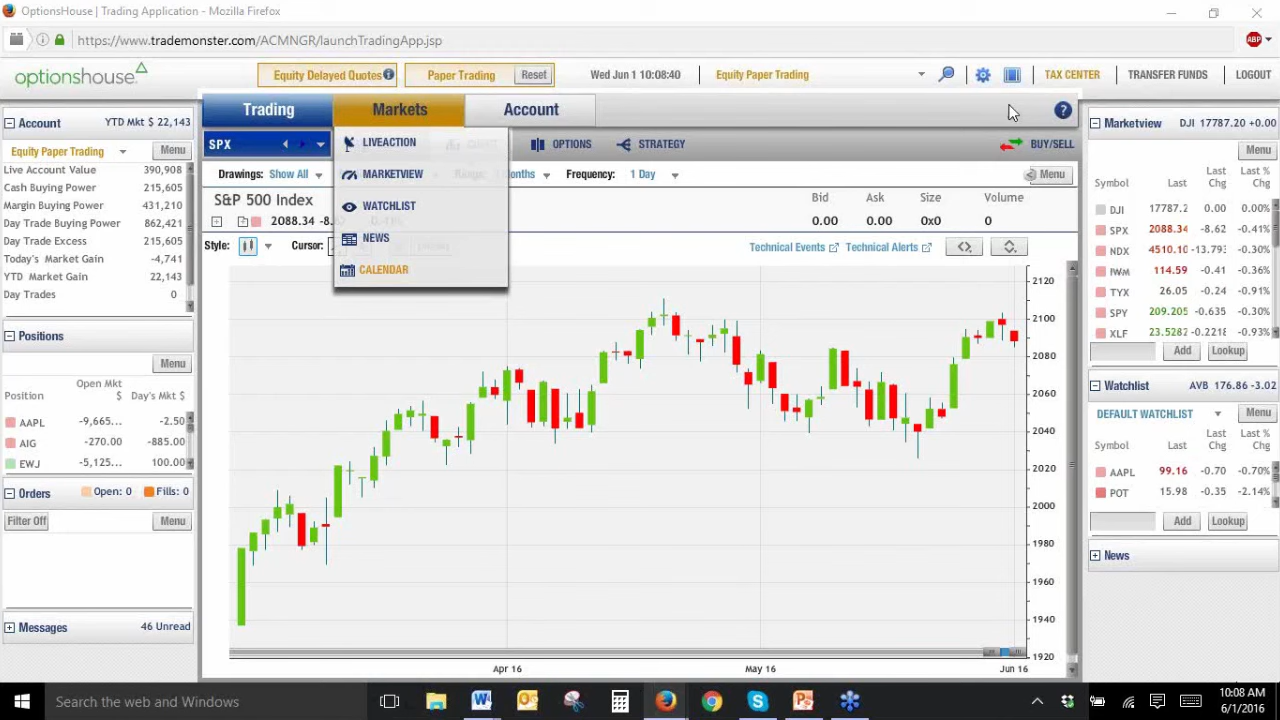 OptionsHouse | Trading Application - Mozilla Firefox
https://www.trademonster.com/ACMNGR/launchTradingApp.jsp
ABP
optionshouse
Equity Delayed Quotes
Paper Trading
Reset
Wed Jun 1 10:08:40
Equity Paper Trading
TAX CENTER
TRANSFER FUNDS
LOGOUT
Account YTD Mkt $ 22,143
Equity Paper Trading
Menu
Live Account Value 390,908
Cash Buying Power 215,605
Margin Buying Power 431,210
Day Trade Buying Power 862,421
Day Trade Excess 215,605
Today's Market Gain -4,741
YTD Market Gain 22,143
Day Trades 0
Positions
Menu
Position Open Mkt $ Day's Mkt $
AAPL -9,665... -2.50
AIG -270.00 -885.00
EWJ -5,125... 100.00
Orders Open: 0 Fills: 0
Filter Off Menu
Messages 46 Unread
Trading Markets Account
?
SPX
OPTIONS STRATEGY BUY/SELL
LIVEACTION
MARKETVIEW
WATCHLIST
NEWS
CALENDAR
Drawings: Show All
Months Frequency: 1 Day
Menu
S&P 500 Index
2088.34
Bid Ask Size Volume
0.00 0.00 0x0 0
Style: Cursor:
Technical Events Technical Alerts
2120
2100
2080
2060
2040
2020
2000
1980
1960
1940
1920
Apr 16 May 16 Jun 16
Marketview DJI 17787.20 +0.00
Menu
Symbol Last Last Chg Last % Chg
DJI 17787.2 0.00 0.00%
SPX 2088.34 -8.62 -0.41%
NDX 4510.10 -13.793 -0.30%
IWM 114.59 -0.41 -0.36%
TYX 26.05 -0.24 -0.91%
SPY 209.205 -0.635 -0.30%
XLF 23.5282 -0.2218 -0.93%
Add Lookup
Watchlist AVB 176.86 -3.02
DEFAULT WATCHLIST
Menu
Symbol Last Last Chg Last % Chg
AAPL 99.16 -0.70 -0.70%
POT 15.98 -0.35 -2.14%
Add Lookup
News
Search the web and Windows
10:08 AM
6/1/2016